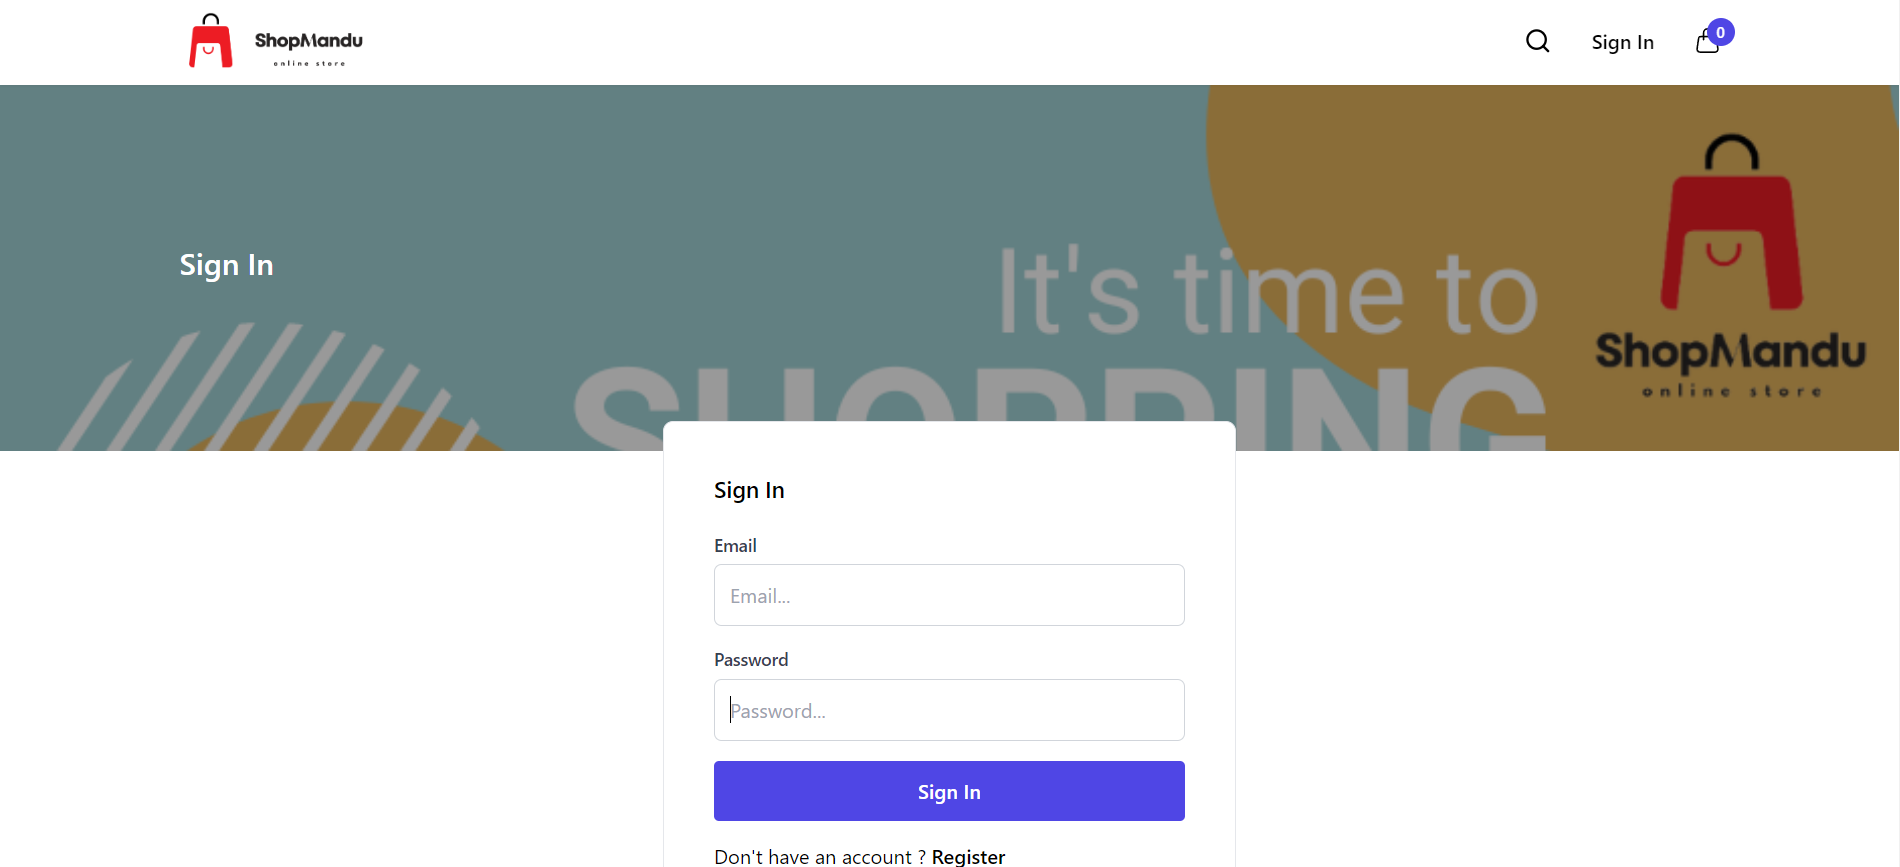 ShopMandu
online store
Sign In
0
Sign In
It's time to
SHOPPING
ShopMandu
online store
Sign In
Email
Email...
Password
Password...
Sign In
Don't have an account ? Register